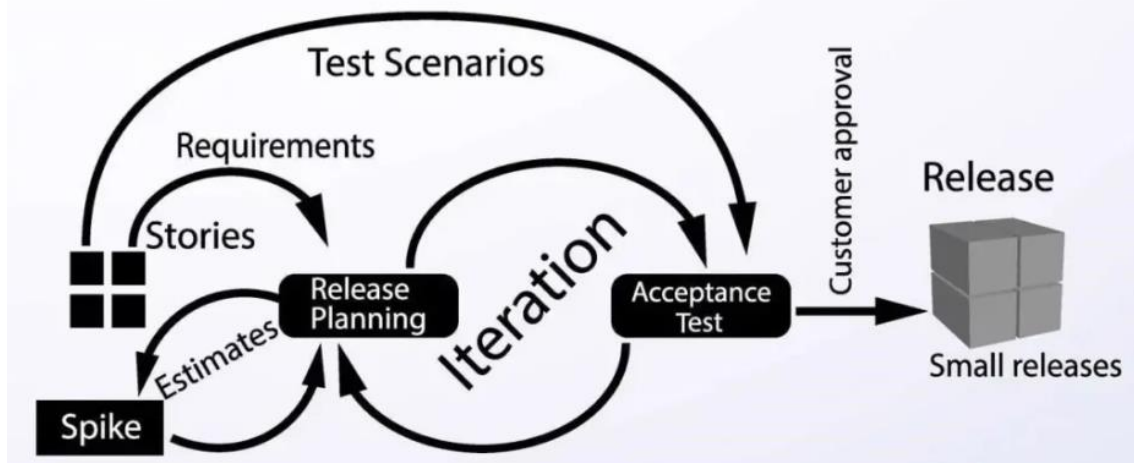 Test Scenarios
Requirements
Stories
Release
Planning
Estimates
Spike
Iteration
Acceptance
Test
Customer approval
Release
Small releases